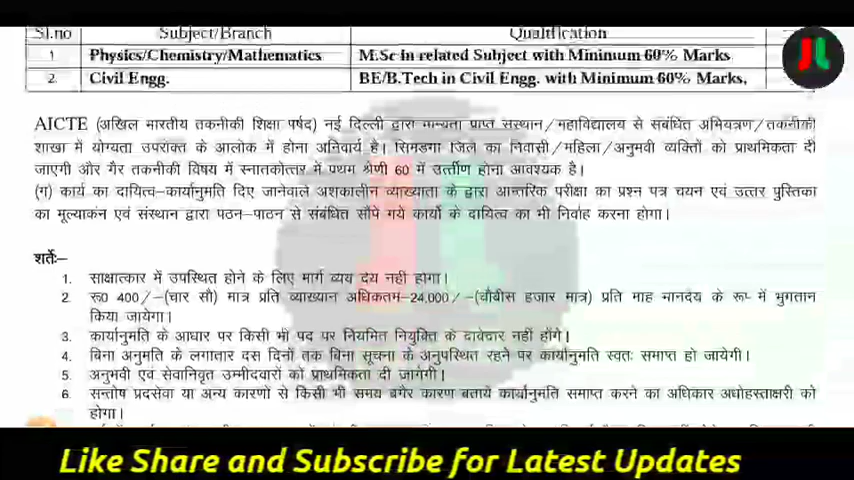 Sl.no Subject/Branch Qualification
1 Physics/Chemistry/Mathematics M.Sc in related Subject with Minimum 60% Marks
2. Civil Engg. BE/B.Tech in Civil Engg. with Minimum 60% Marks,
AICTE (अखिल भारतीय तकनीकी शिक्षा पर्षद) नई दिल्ली द्वारा मान्यता प्राप्त संस्थान/महाविद्यालय से संबंधित अभियंत्रण/तकनीकी
शाखा में योग्यता उपरोक्त के आलोक में होना अनिवार्य है। सिमडेगा जिले का निवासी/महिला/अनुभवी व्यक्तियों को प्राथमिकता दी
जाएगी और गैर तकनीकी विषय में स्नातकोत्तर में प्रथम श्रेणी 60 में उर्त्तीण होना आवश्यक है।
(ग) कार्य का दायित्व-कार्यानुमति दिए जानेवाले अंशकालीन व्याख्याता के द्वारा आन्तरिक परीक्षा का प्रश्न पत्र चयन एवं उत्तर पुस्तिका
का मूल्यांकन एवं संस्थान द्वारा पठन-पाठन से संबंधित सौंपे गये कार्यो के दायित्व का भी निर्वाह करना होगा।
शर्तेः-
1. साक्षात्कार में उपस्थित होने के लिए मार्ग व्यय देय नही होगा।
2. रू0 400/-(चार सौ) मात्र प्रति व्याख्यान अधिकतम-24,000/-(चौबीस हजार मात्र) प्रति माह मानदेय के रूप में भुगतान
किया जायेगा।
3. कार्यानुमति के आधार पर किसी भी पद पर नियमित नियुक्ति के दावेदार नहीं होंगे।
4. बिना अनुमति के लगातार दस दिनों तक बिना सूचना के अनुपस्थित रहने पर कार्यानुमति स्वतः समाप्त हो जायेगी।
5. अनुभवी एवं सेवानिवृत उम्मीदवारों को प्राथमिकता दी जायेगी।
6. सन्तोष प्रदसेवा या अन्य कारणो से किसी भी समय बगैर कारण बताये कार्यानुमति समाप्त करने का अधिकार अधोहस्ताक्षरी को
होगा।
Like Share and Subscribe for Latest Updates